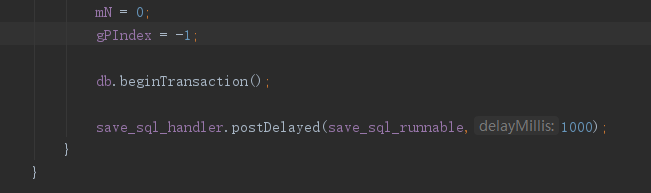 mN = 0;
gPIndex = -1;
db.beginTransaction();
save_sql_handler.postDelayed(save_sql_runnable, delayMillis: 1000);
}
}